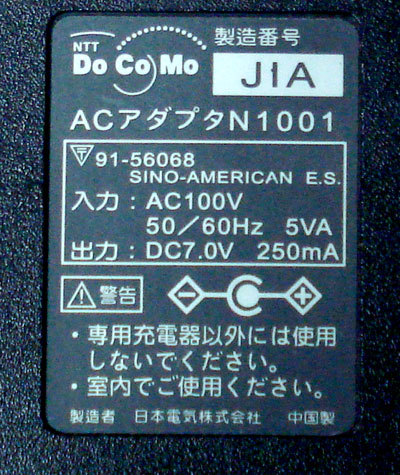 NTT
DoCoMo
製造番号
J1A
ACアダプタN1001
91-56068
SINO-AMERICAN E.S.
入力：AC100V
50／60Hz 5VA
出力：DC7.0V 250mA
警告
・専用充電器以外には使用
しないでください。
・室内でご使用ください。
製造者 日本電気株式会社 中国製